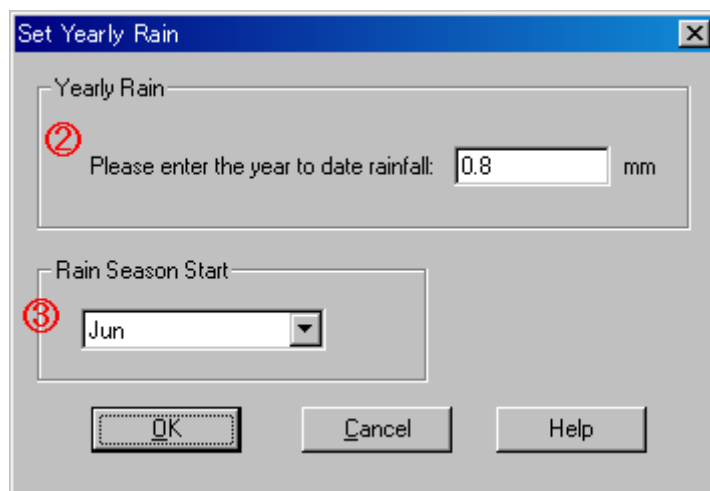 Set Yearly Rain
Yearly Rain
②
Please enter the year to date rainfall: 0.8 mm
Rain Season Start
③
Jun
OK Cancel Help